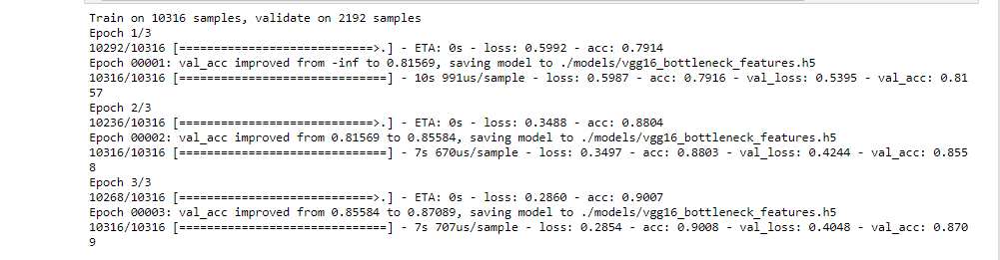 Train on 10316 samples, validate on 2192 samples
Epoch 1/3
10292/10316 [============================>.] - ETA: 0s - loss: 0.5992 - acc: 0.7914
Epoch 00001: val_acc improved from -inf to 0.81569, saving model to ./models/vgg16_bottleneck_features.h5
10316/10316 [==============================] - 10s 991us/sample - loss: 0.5987 - acc: 0.7916 - val_loss: 0.5395 - val_acc: 0.81
57
Epoch 2/3
10236/10316 [============================>.] - ETA: 0s - loss: 0.3488 - acc: 0.8804
Epoch 00002: val_acc improved from 0.81569 to 0.85584, saving model to ./models/vgg16_bottleneck_features.h5
10316/10316 [==============================] - 7s 670us/sample - loss: 0.3497 - acc: 0.8803 - val_loss: 0.4244 - val_acc: 0.855
8
Epoch 3/3
10268/10316 [============================>.] - ETA: 0s - loss: 0.2860 - acc: 0.9007
Epoch 00003: val_acc improved from 0.85584 to 0.87089, saving model to ./models/vgg16_bottleneck_features.h5
10316/10316 [==============================] - 7s 707us/sample - loss: 0.2854 - acc: 0.9008 - val_loss: 0.4048 - val_acc: 0.870
9